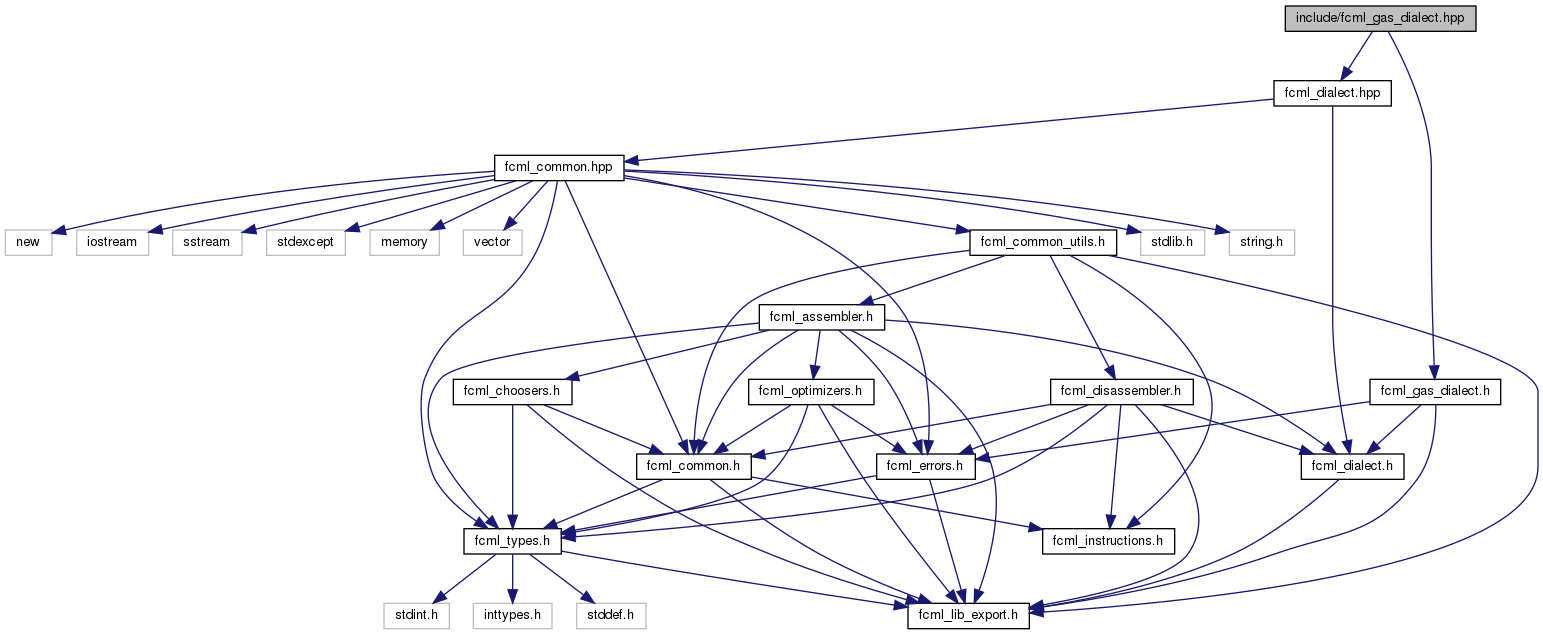 include/fcml_gas_dialect.hpp
fcml_dialect.hpp
fcml_common.hpp
new
iostream
sstream
stdexcept
memory
vector
fcml_common_utils.h
stdlib.h
string.h
fcml_assembler.h
fcml_choosers.h
fcml_optimizers.h
fcml_disassembler.h
fcml_gas_dialect.h
fcml_common.h
fcml_errors.h
fcml_dialect.h
fcml_types.h
fcml_instructions.h
stdint.h
inttypes.h
stddef.h
fcml_lib_export.h